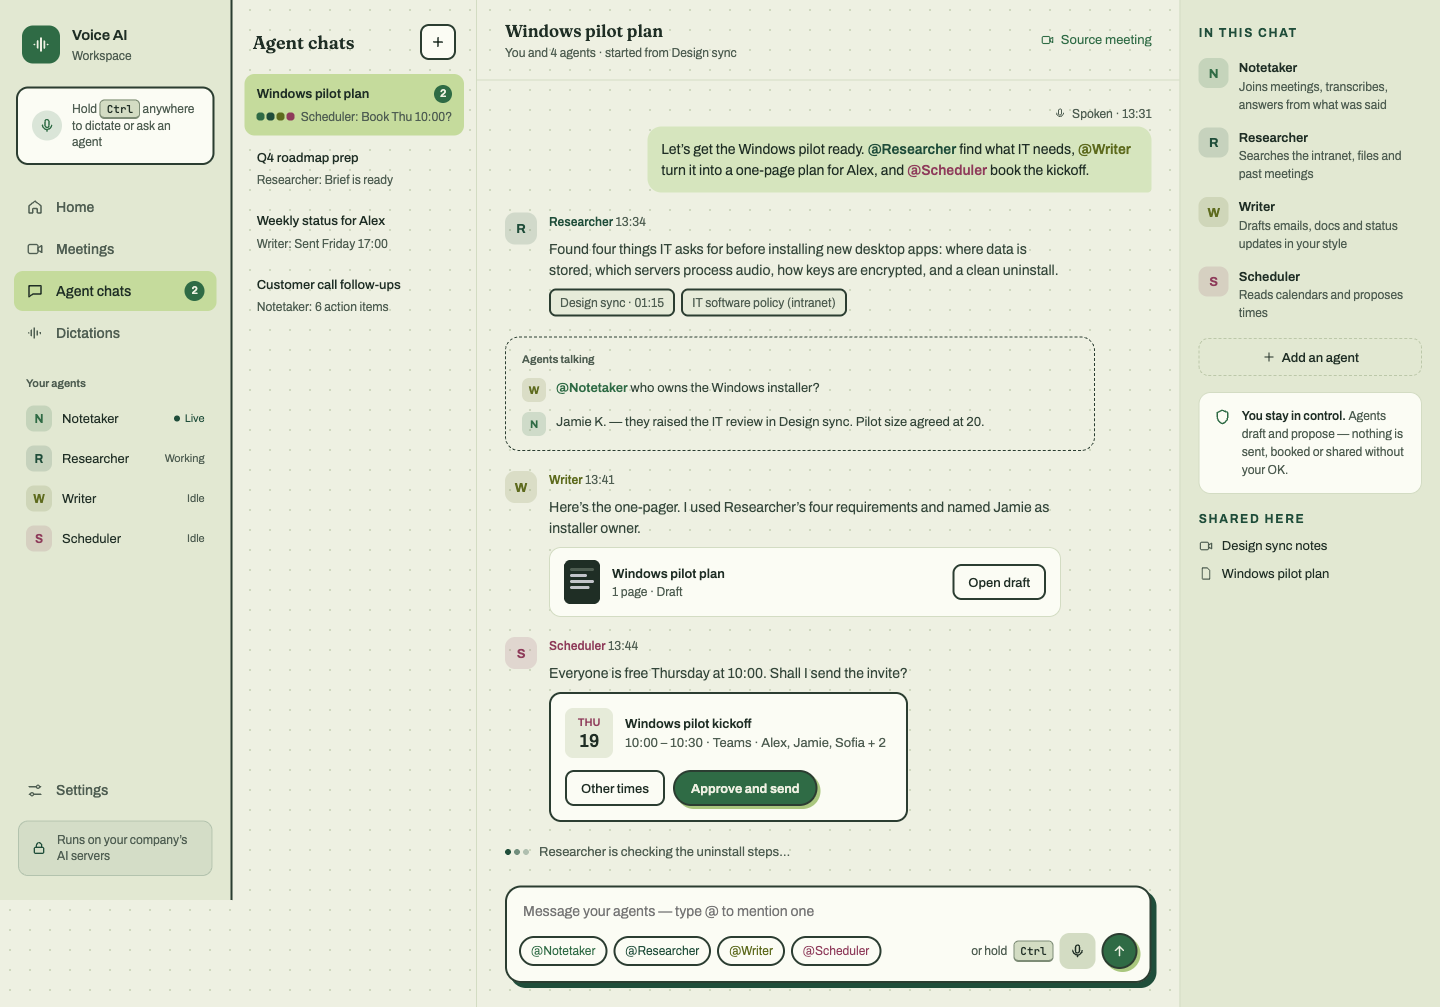 Voice AI
Workspace
Hold Ctrl anywhere
to dictate or ask an
agent
Home
Meetings
Agent chats 2
Dictations
Your agents
N Notetaker Live
R Researcher Working
W Writer Idle
S Scheduler Idle
Settings
Runs on your company’s
AI servers
Agent chats
Windows pilot plan 2
Scheduler: Book Thu 10:00?
Q4 roadmap prep
Researcher: Brief is ready
Weekly status for Alex
Writer: Sent Friday 17:00
Customer call follow-ups
Notetaker: 6 action items
Windows pilot plan
You and 4 agents · started from Design sync
Source meeting
Spoken · 13:31
Let’s get the Windows pilot ready. @Researcher find what IT needs, @Writer
turn it into a one-page plan for Alex, and @Scheduler book the kickoff.
R Researcher 13:34
Found four things IT asks for before installing new desktop apps: where data is
stored, which servers process audio, how keys are encrypted, and a clean uninstall.
Design sync · 01:15 IT software policy (intranet)
Agents talking
W @Notetaker who owns the Windows installer?
N Jamie K. — they raised the IT review in Design sync. Pilot size agreed at 20.
W Writer 13:41
Here’s the one-pager. I used Researcher’s four requirements and named Jamie as
installer owner.
Windows pilot plan
1 page · Draft
Open draft
S Scheduler 13:44
Everyone is free Thursday at 10:00. Shall I send the invite?
THU
19
Windows pilot kickoff
10:00 – 10:30 · Teams · Alex, Jamie, Sofia + 2
Other times Approve and send
Researcher is checking the uninstall steps...
Message your agents — type @ to mention one
@Notetaker @Researcher @Writer @Scheduler or hold Ctrl
IN THIS CHAT
N Notetaker
Joins meetings, transcribes,
answers from what was said
R Researcher
Searches the intranet, files and
past meetings
W Writer
Drafts emails, docs and status
updates in your style
S Scheduler
Reads calendars and proposes
times
+ Add an agent
You stay in control. Agents
draft and propose — nothing is
sent, booked or shared without
your OK.
SHARED HERE
Design sync notes
Windows pilot plan